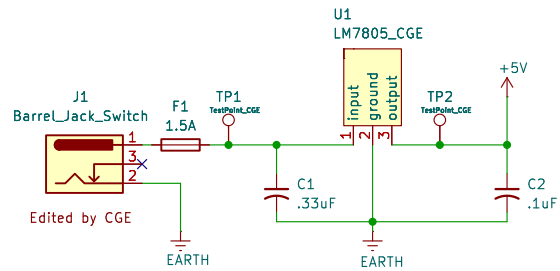 U1
LM7805_CGE
input
ground
output
1
2
3
+5V
J1
Barrel_Jack_Switch
1
3
2
Edited by CGE
F1
1.5A
TP1
TestPoint_CGE
TP2
TestPoint_CGE
C1
.33uF
C2
.1uF
EARTH
EARTH